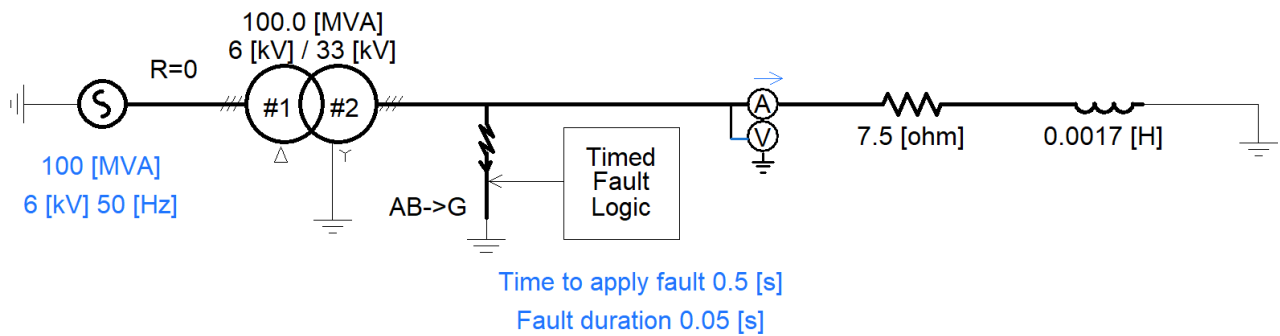 100.0 [MVA]
6 [kV] / 33 [kV]
R=0
#1
#2
A
V
7.5 [ohm]
0.0017 [H]
100 [MVA]
6 [kV] 50 [Hz]
AB->G
Timed
Fault
Logic
Time to apply fault 0.5 [s]
Fault duration 0.05 [s]